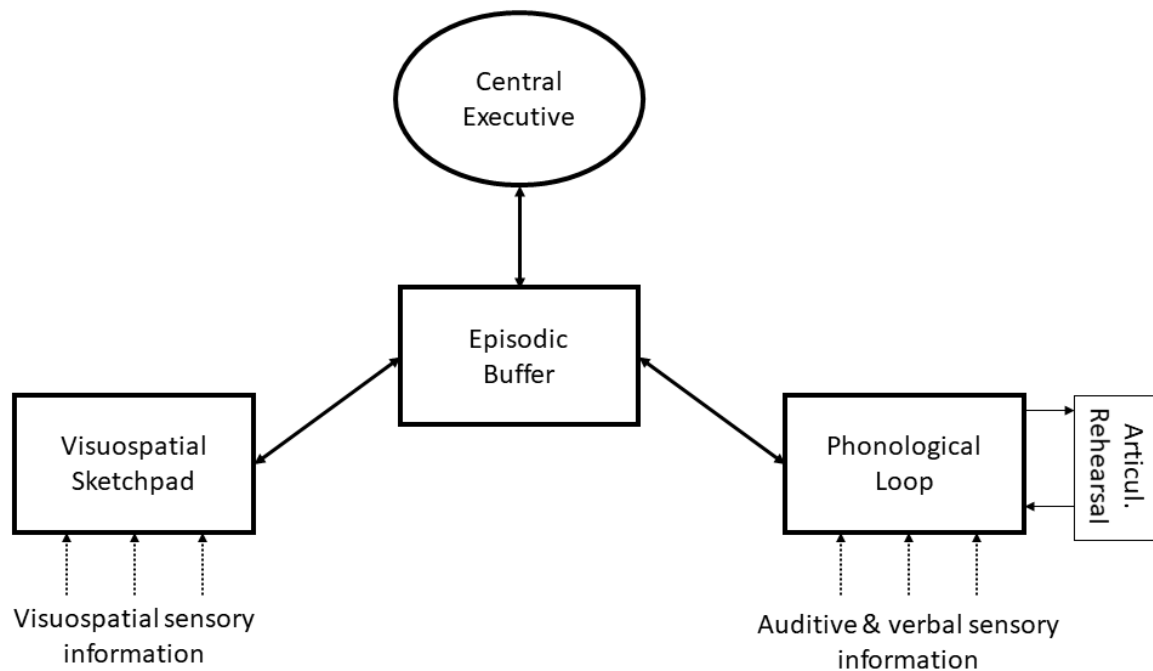 Central
Executive
Episodic
Buffer
Visuospatial
Sketchpad
Phonological
Loop
Articul.
Rehearsal
Visuospatial sensory
information
Auditive & verbal sensory
information